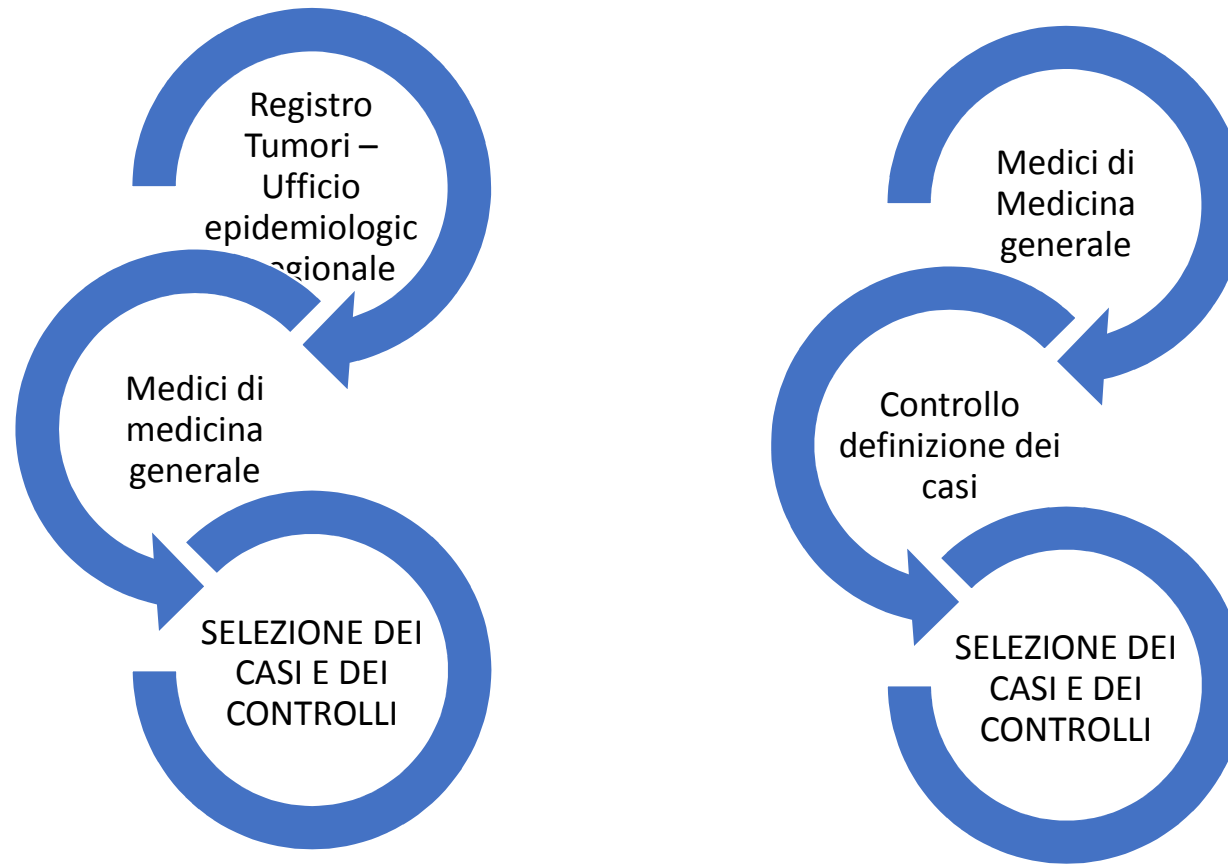 Registro
Tumori –
Ufficio
epidemiologic
egionale
Medici di
medicina
generale
SELEZIONE DEI
CASI E DEI
CONTROLLI
Medici di
Medicina
generale
Controllo
definizione dei
casi
SELEZIONE DEI
CASI E DEI
CONTROLLI